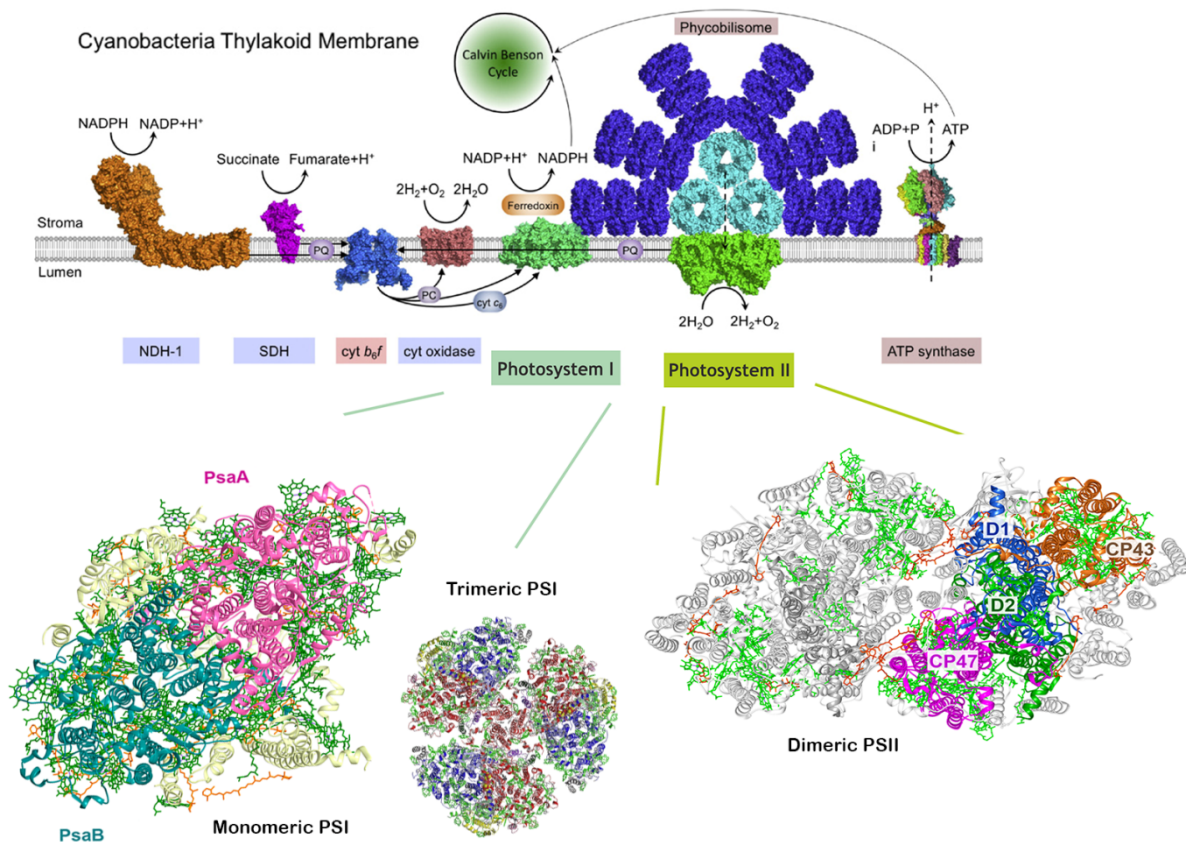 Cyanobacteria Thylakoid Membrane
Calvin Benson
Cycle
Phycobilisome
NADPH
NADP+H⁺
Succinate
Fumarate+H⁺
2H₂+O₂
2H₂O
NADP+H⁺
NADPH
Ferredoxin
H⁺
ADP+P
i
ATP
Stroma
Lumen
PQ
PC
cyt c₆
PQ
2H₂O
2H₂+O₂
NDH-1
SDH
cyt b₆f
cyt oxidase
Photosystem I
Photosystem II
ATP synthase
PsaA
PsaB
Monomeric PSI
Trimeric PSI
D1
CP43
D2
CP47
Dimeric PSII